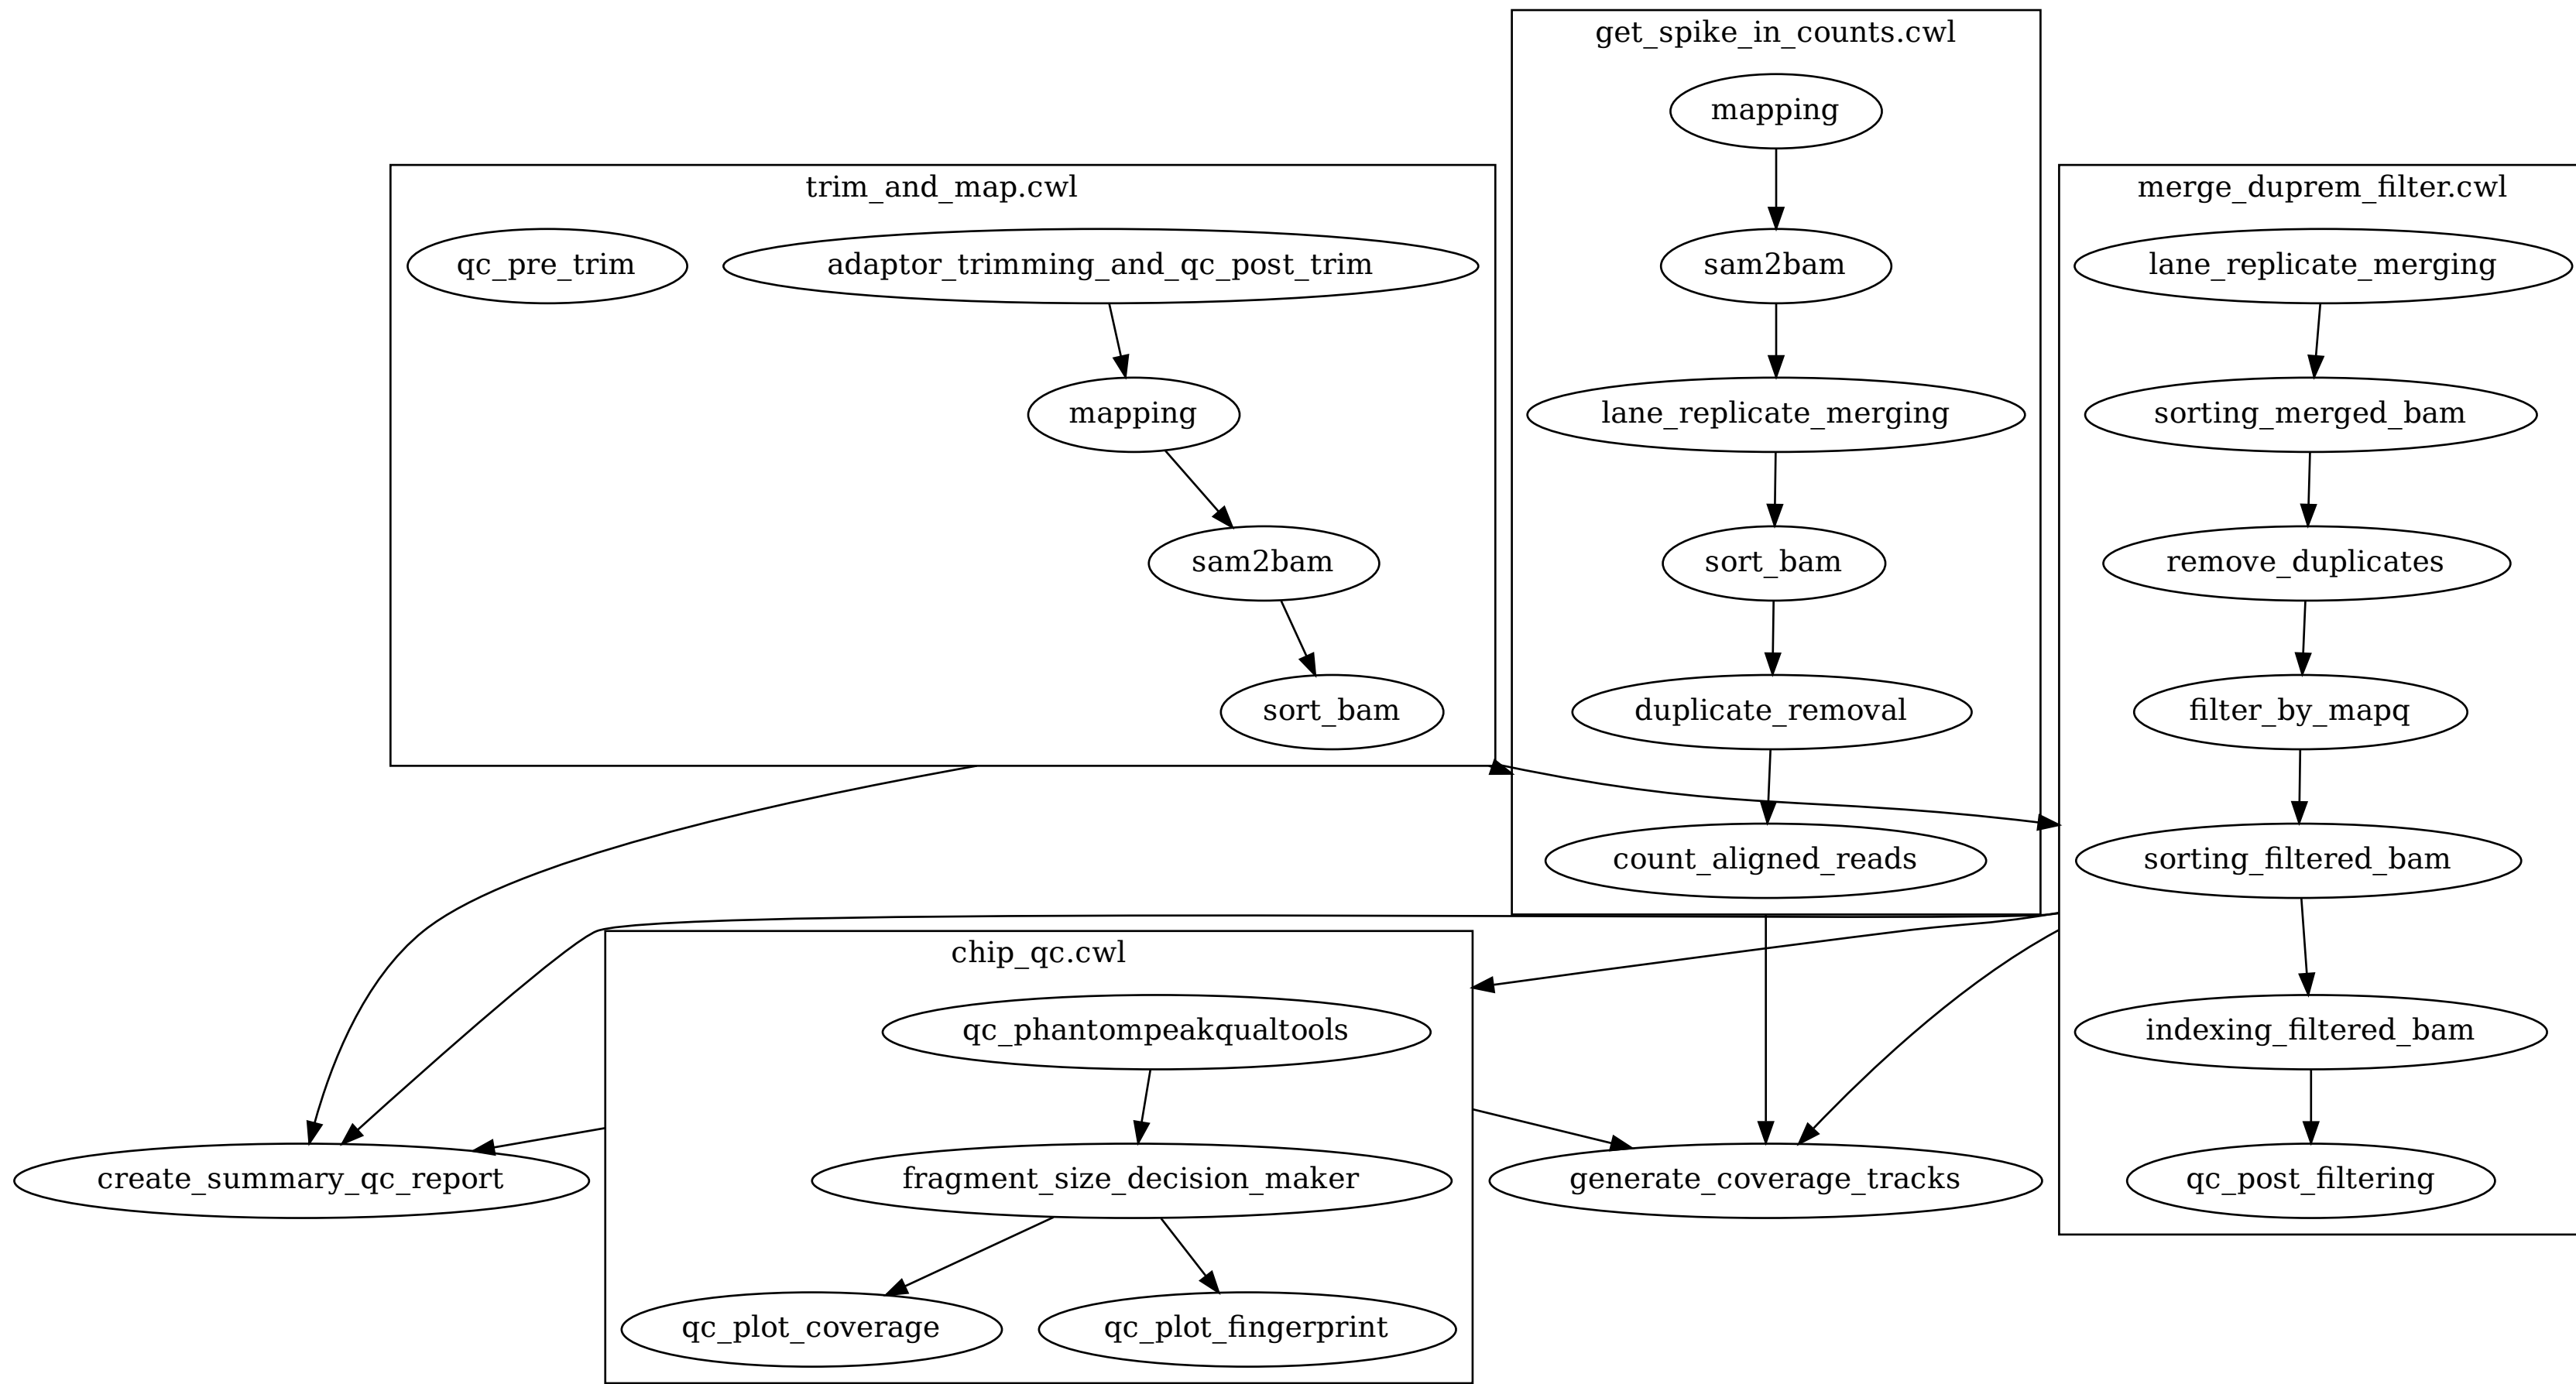 get_spike_in_counts.cwl
mapping
sam2bam
lane_replicate_merging
sort_bam
duplicate_removal
count_aligned_reads
trim_and_map.cwl
qc_pre_trim
adaptor_trimming_and_qc_post_trim
mapping
sam2bam
sort_bam
merge_duprem_filter.cwl
lane_replicate_merging
sorting_merged_bam
remove_duplicates
filter_by_mapq
sorting_filtered_bam
indexing_filtered_bam
qc_post_filtering
chip_qc.cwl
qc_phantompeakqualtools
fragment_size_decision_maker
qc_plot_coverage
qc_plot_fingerprint
create_summary_qc_report
generate_coverage_tracks